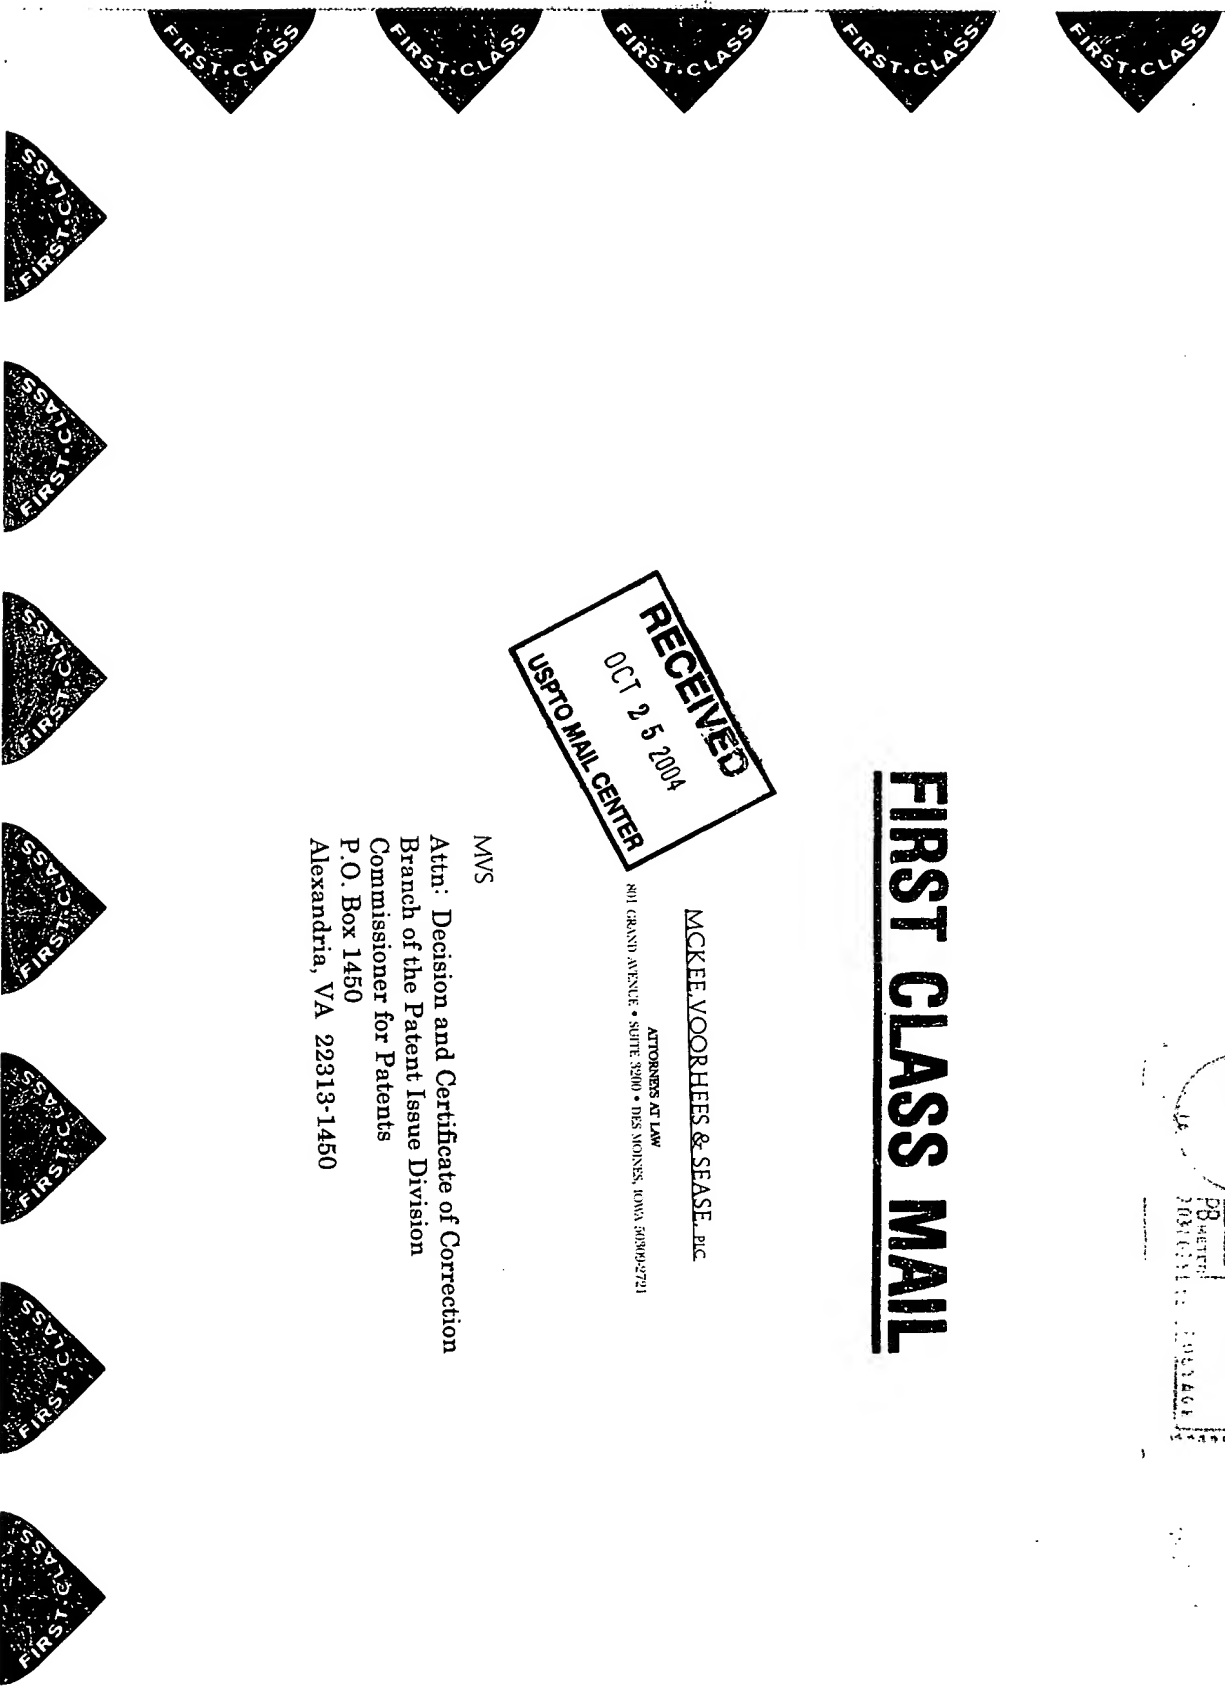 FIRST·CLASS
FIRST·CLASS
FIRST·CLASS
FIRST·CLASS
FIRST·CLASS
FIRST·CLASS
FIRST·CLASS
FIRST·CLASS
FIRST·CLASS
FIRST·CLASS
FIRST·CLASS
FIRST·CLASS
PB METER
FIRST CLASS MAIL
MCKEE, VOORHEES & SEASE, PLC
ATTORNEYS AT LAW
801 GRAND AVENUE • SUITE 3200 • DES MOINES, IOWA 50309-2721
RECEIVED
OCT 25 2004
USPTO MAIL CENTER
MVS
Attn: Decision and Certificate of Correction
Branch of the Patent Issue Division
Commissioner for Patents
P.O. Box 1450
Alexandria, VA 22313-1450